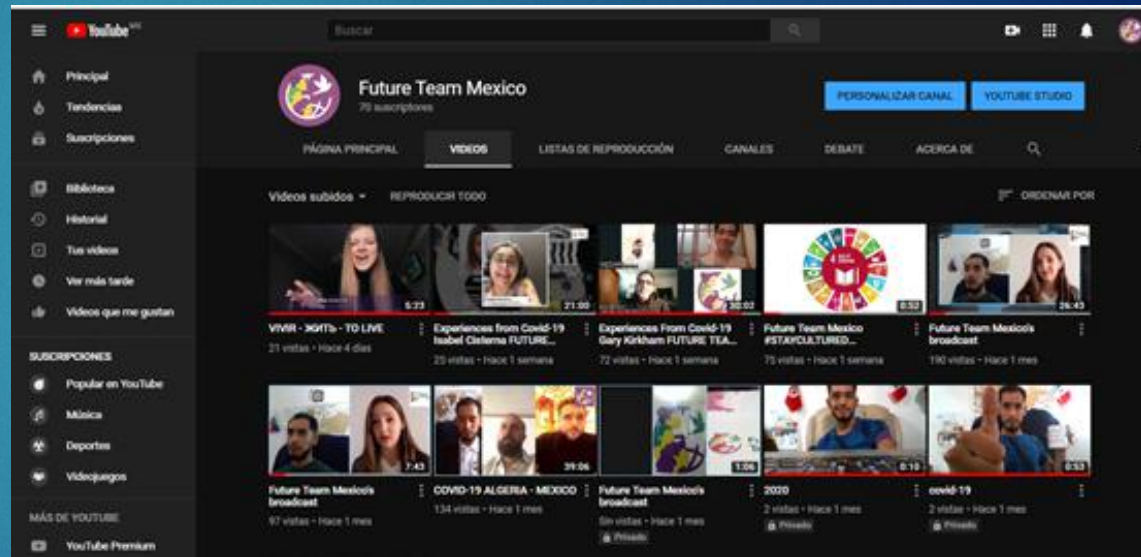 YouTube MX
Buscar
Principal
Tendencias
Suscripciones
Biblioteca
Historial
Tus videos
Ver más tarde
Videos que me gustan
SUSCRIPCIONES
Popular en YouTube
Música
Deportes
Videojuegos
MÁS DE YOUTUBE
YouTube Premium
Future Team Mexico
70 suscriptores
PERSONALIZAR CANAL
YOUTUBE STUDIO
PÁGINA PRINCIPAL VIDEOS LISTAS DE REPRODUCCIÓN CANALES DEBATE ACERCA DE
Videos subidos REPRODUCIR TODO
ORDENAR POR
5:23
VIVIR - ЖИТЬ - TO LIVE
21 vistas • Hace 4 días
21:00
Experiences from Covid-19
Isabel Cisterna FUTURE...
25 vistas • Hace 1 semana
30:02
Experiences From Covid-19
Gary Kirkham FUTURE TEA...
72 vistas • Hace 1 semana
0:52
Future Team Mexico
#STAYCULTURED...
75 vistas • Hace 1 semana
26:43
Future Team Mexico's
broadcast
190 vistas • Hace 1 mes
7:43
Future Team Mexico's
broadcast
97 vistas • Hace 1 mes
39:06
COVID-19 ALGERIA - MEXICO
134 vistas • Hace 1 mes
1:06
Future Team Mexico's
broadcast
Sin vistas • Hace 1 mes
Privado
0:10
2020
2 vistas • Hace 1 mes
Privado
0:53
covid-19
2 vistas • Hace 1 mes
Privado